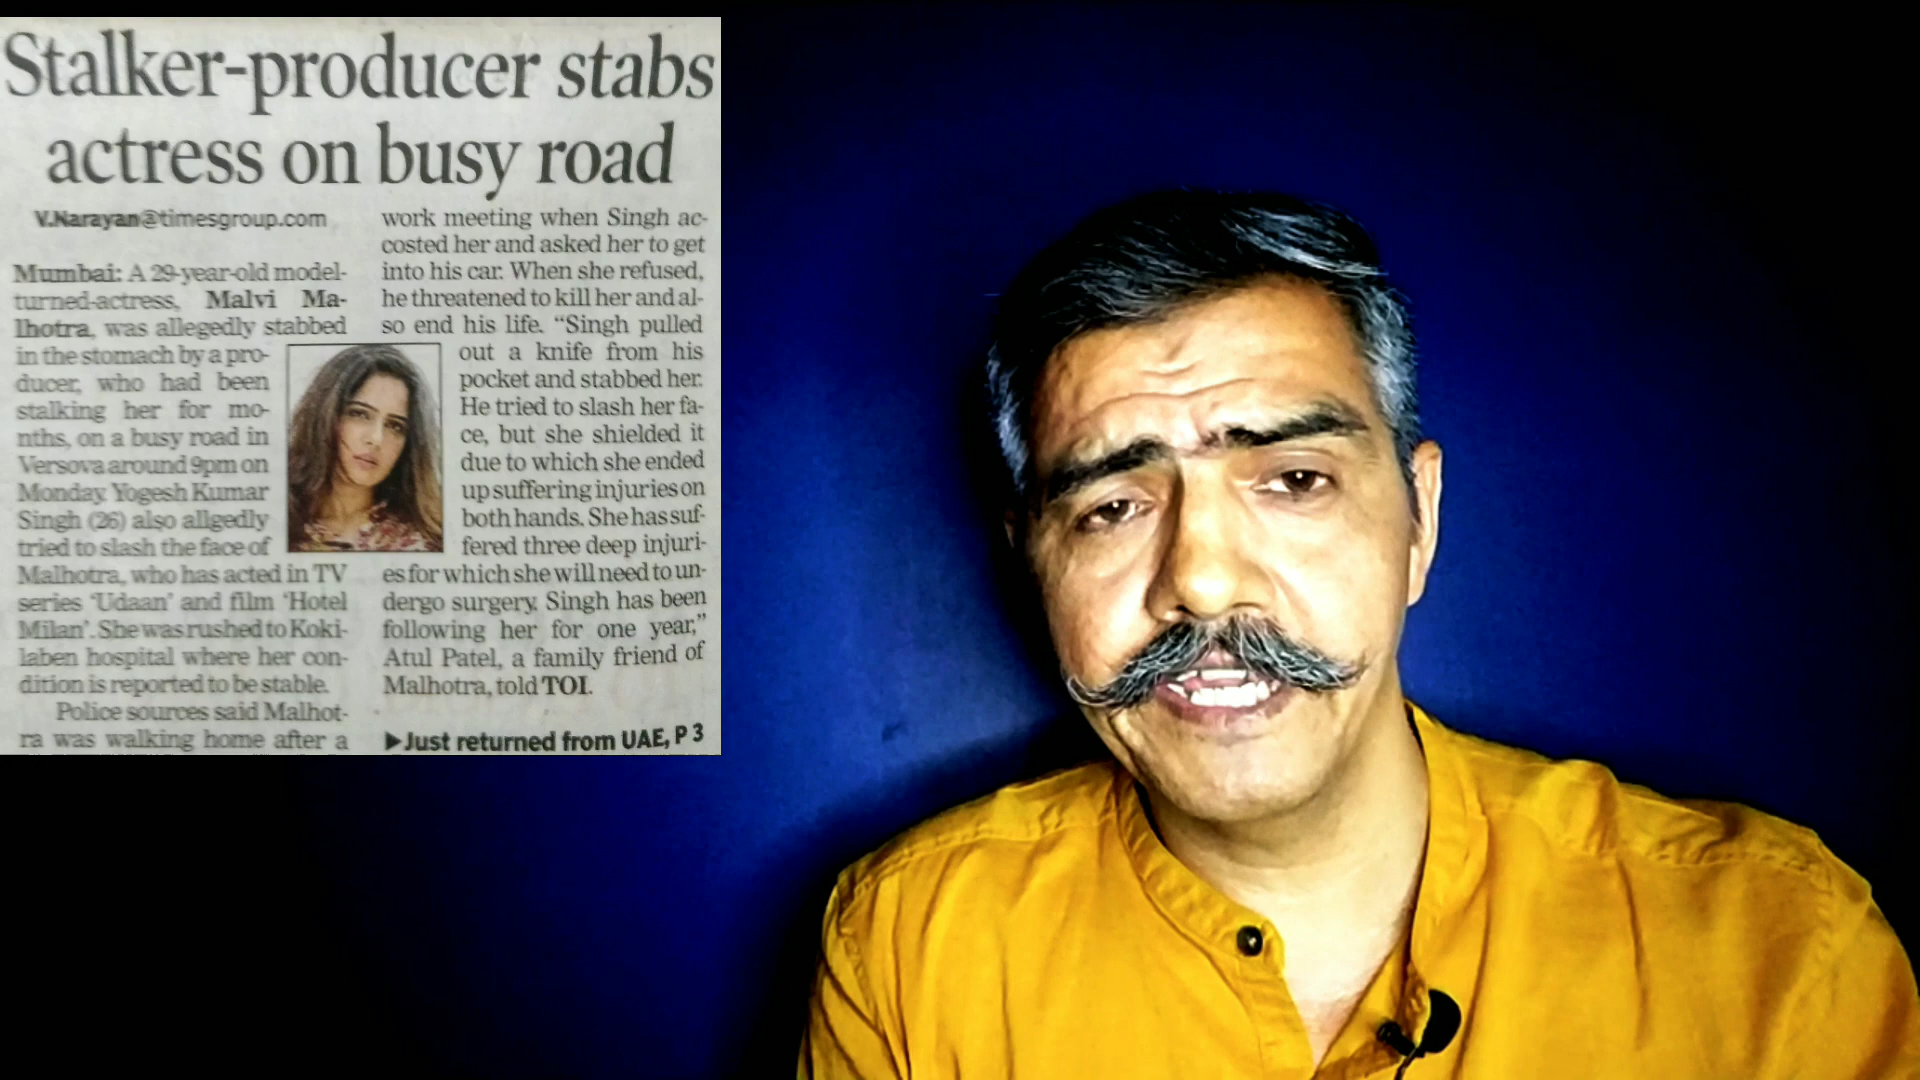 Stalker-producer stabs
actress on busy road
V.Narayan@timesgroup.com
Mumbai: A 29-year-old model-
turned-actress, Malvi Ma-
lhotra, was allegedly stabbed
in the stomach by a pro-
ducer, who had been
stalking her for mo-
nths, on a busy road in
Versova around 9pm on
Monday. Yogesh Kumar
Singh (26) also allgedly
tried to slash the face of
Malhotra, who has acted in TV
series ‘Udaan’ and film ‘Hotel
Milan’. She was rushed to Koki-
laben hospital where her con-
dition is reported to be stable.
Police sources said Malhot-
ra was walking home after a
work meeting when Singh ac-
costed her and asked her to get
into his car. When she refused,
he threatened to kill her and al-
so end his life. “Singh pulled
out a knife from his
pocket and stabbed her.
He tried to slash her fa-
ce, but she shielded it
due to which she ended
up suffering injuries on
both hands. She has suf-
fered three deep injuri-
es for which she will need to un-
dergo surgery. Singh has been
following her for one year,”
Atul Patel, a family friend of
Malhotra, told TOI.
▶Just returned from UAE, P 3